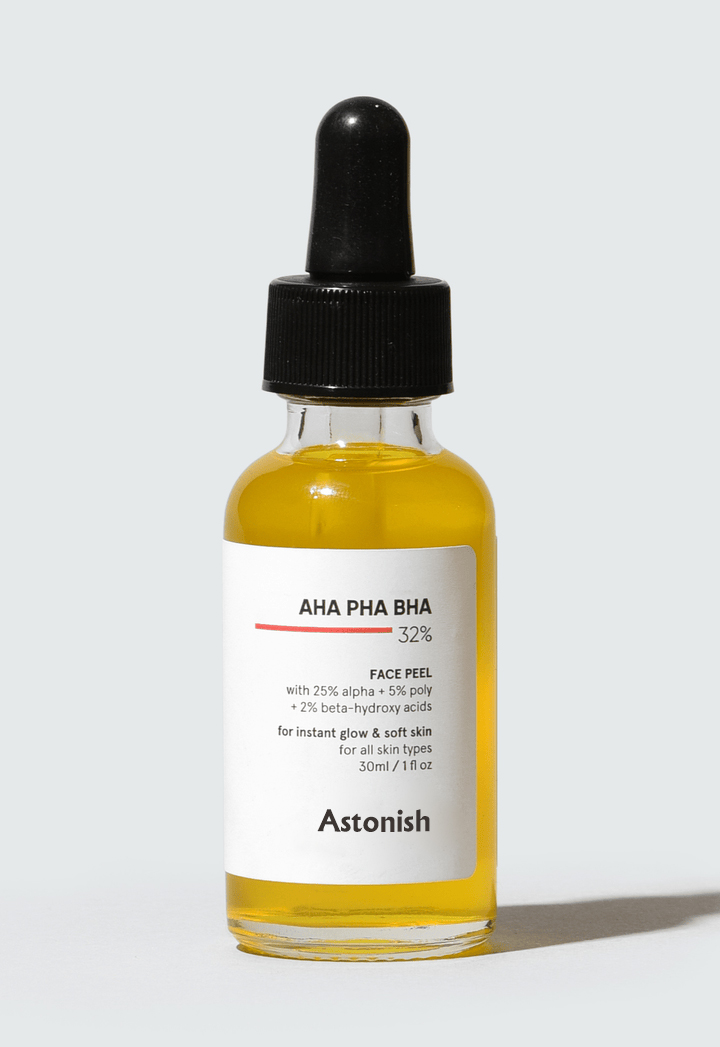 AHA PHA BHA
32%
FACE PEEL
with 25% alpha + 5% poly
+ 2% beta-hydroxy acids
for instant glow & soft skin
for all skin types
30ml / 1 fl oz
Astonish